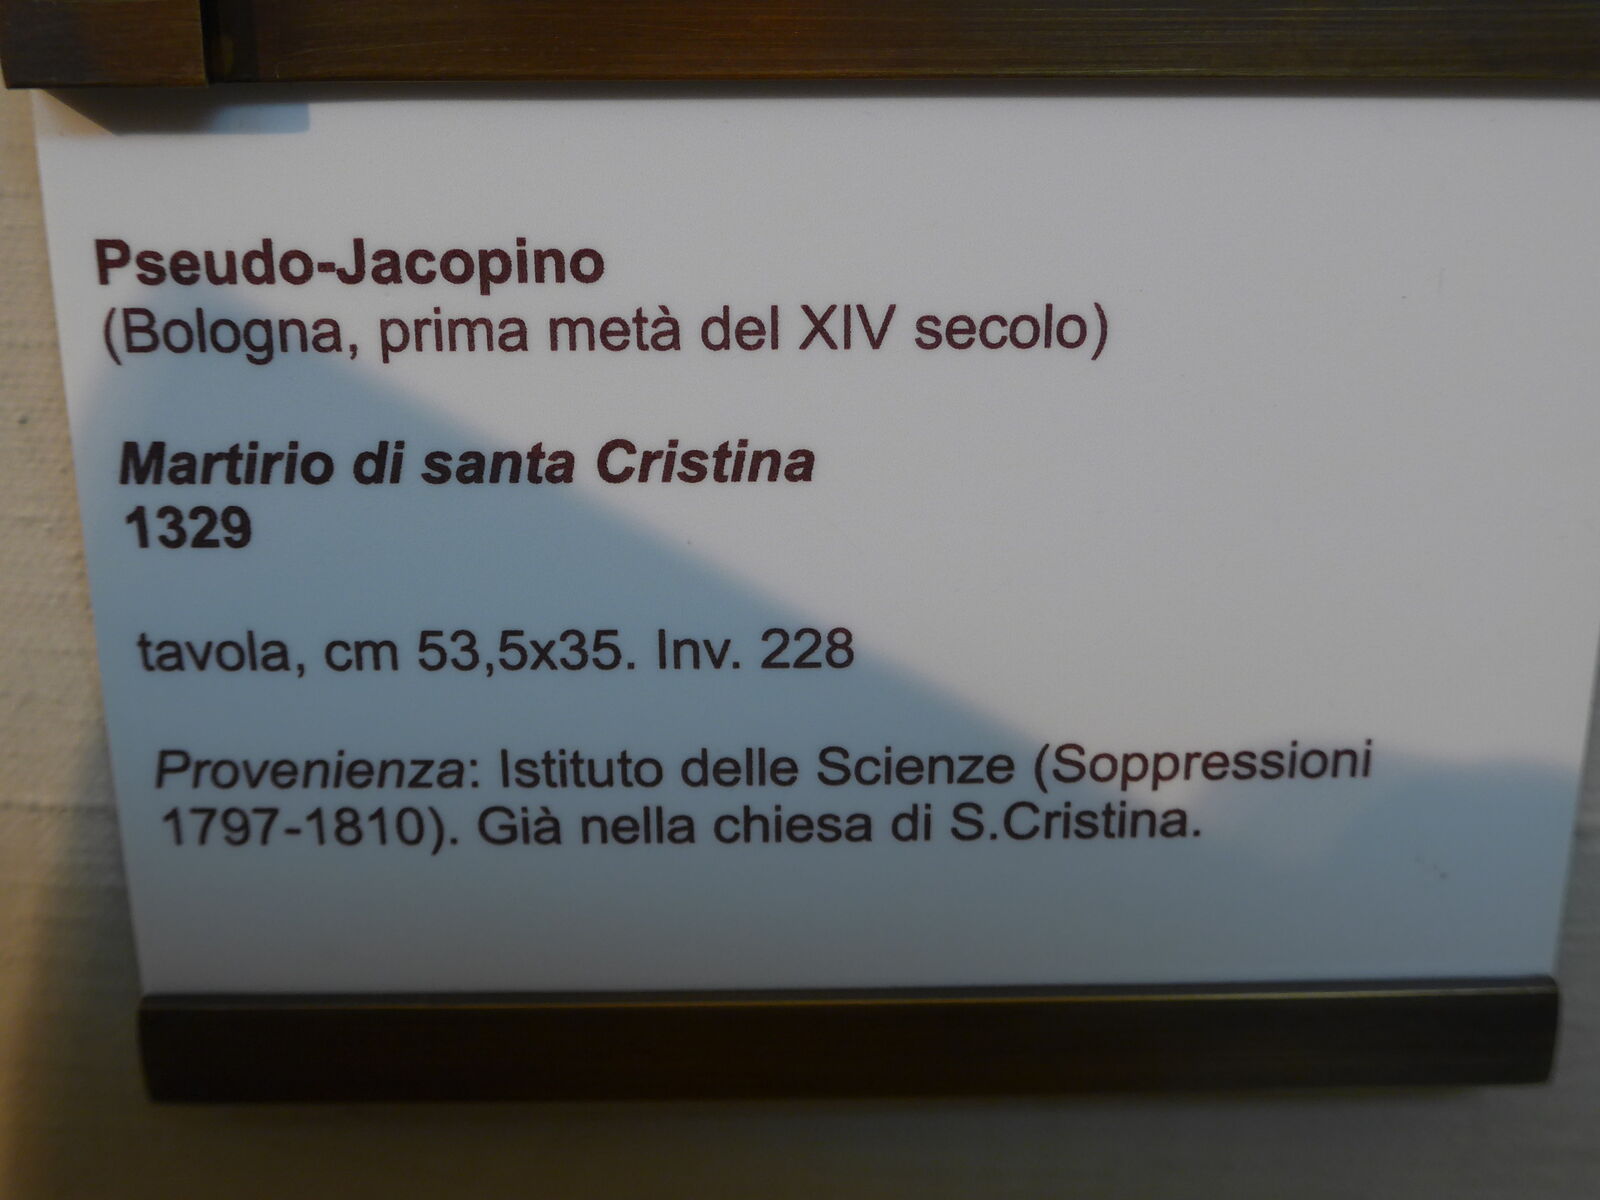 Pseudo-Jacopino
(Bologna, prima metà del XIV secolo)
Martirio di santa Cristina
1329
tavola, cm 53,5x35. Inv. 228
Provenienza: Istituto delle Scienze (Soppressioni
1797-1810). Già nella chiesa di S.Cristina.